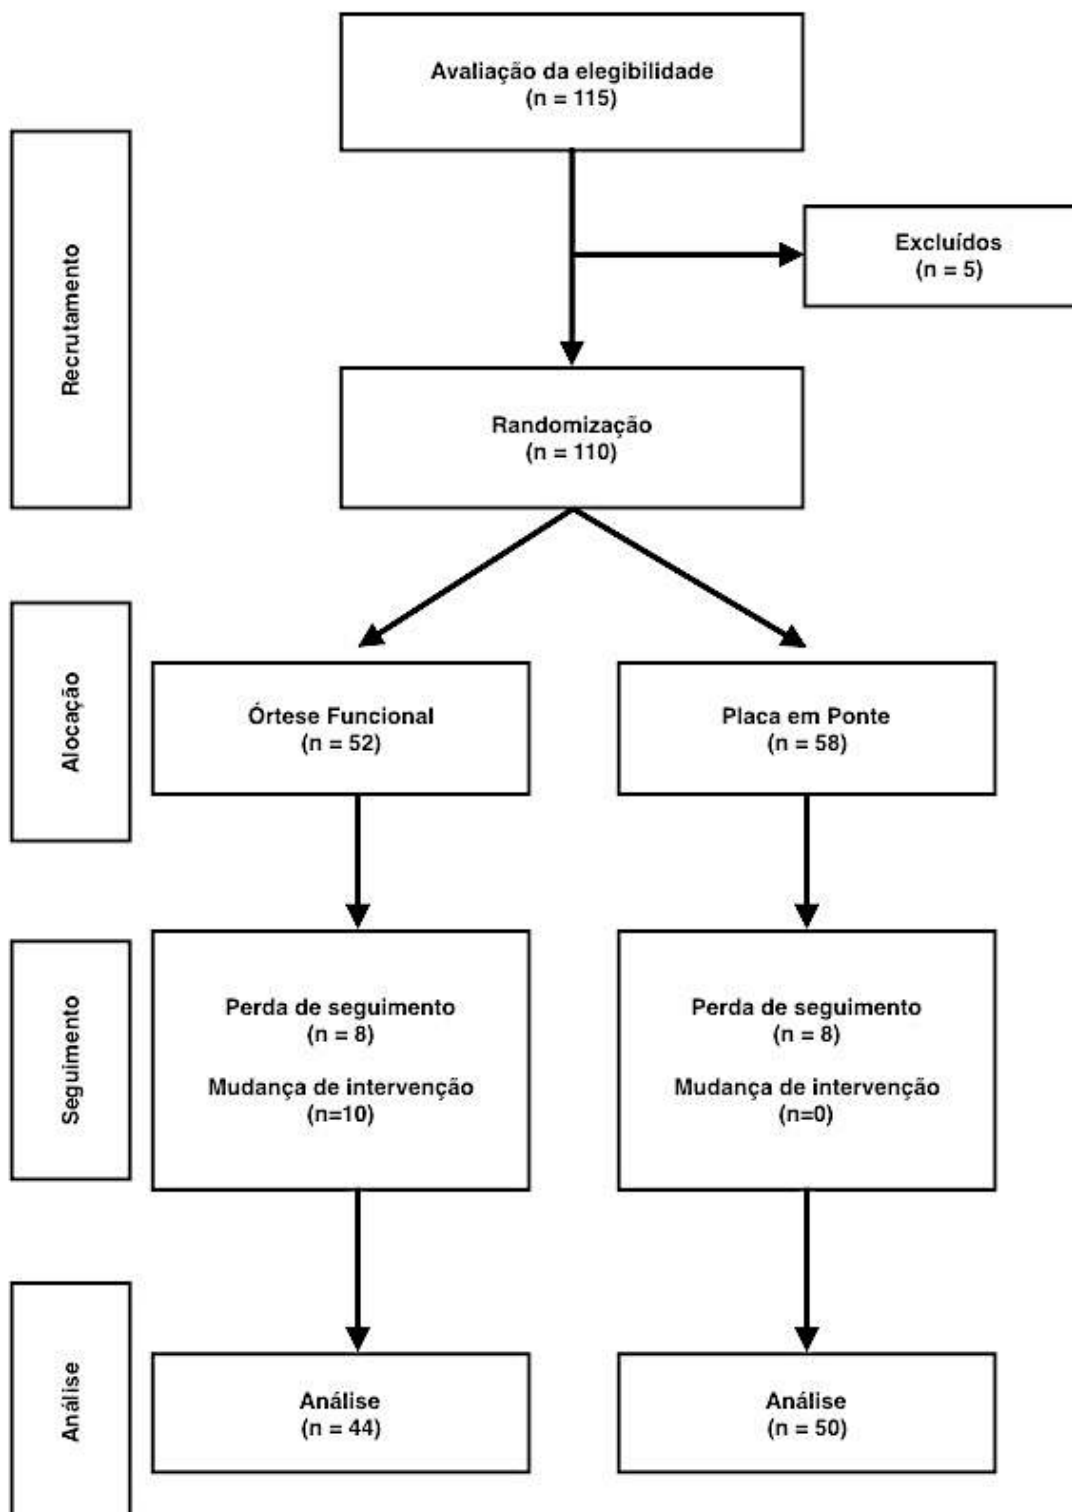 Avaliação da elegibilidade
(n = 115)
Recrutamento
Excluídos
(n = 5)
Randomização
(n = 110)
Alocação
Órtese Funcional
(n = 52)
Placa em Ponte
(n = 58)
Seguimento
Perda de seguimento
(n = 8)
Mudança de intervenção
(n=10)
Perda de seguimento
(n = 8)
Mudança de intervenção
(n=0)
Análise
Análise
(n = 44)
Análise
(n = 50)